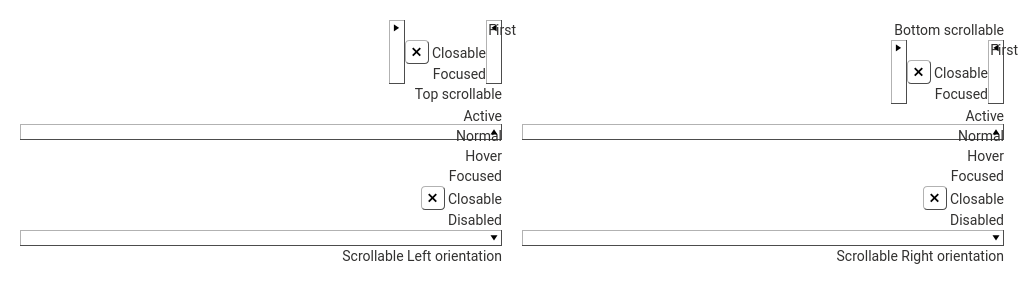 First
Closable
Focused
Top scrollable
Active
Normal
Hover
Focused
Closable
Disabled
Scrollable Left orientation
Bottom scrollable
First
Closable
Focused
Active
Normal
Hover
Focused
Closable
Disabled
Scrollable Right orientation